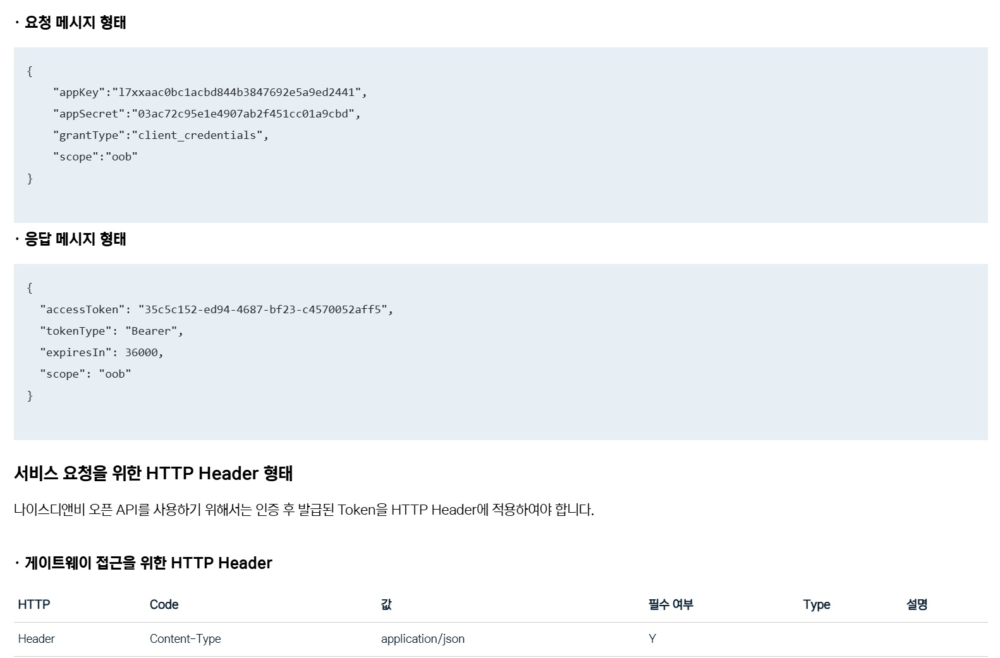 · 요청 메시지 형태
{
    "appKey":"l7xxaac0bc1acbd844b3847692e5a9ed2441",
    "appSecret":"03ac72c95e1e4907ab2f451cc01a9cbd",
    "grantType":"client_credentials",
    "scope":"oob"
}
· 응답 메시지 형태
{
  "accessToken": "35c5c152-ed94-4687-bf23-c4570052aff5",
  "tokenType": "Bearer",
  "expiresIn": 36000,
  "scope": "oob"
}
서비스 요청을 위한 HTTP Header 형태
나이스디앤비 오픈 API를 사용하기 위해서는 인증 후 발급된 Token을 HTTP Header에 적용하여야 합니다.
· 게이트웨이 접근을 위한 HTTP Header
HTTP Code 값 필수 여부 Type 설명
Header Content-Type application/json Y